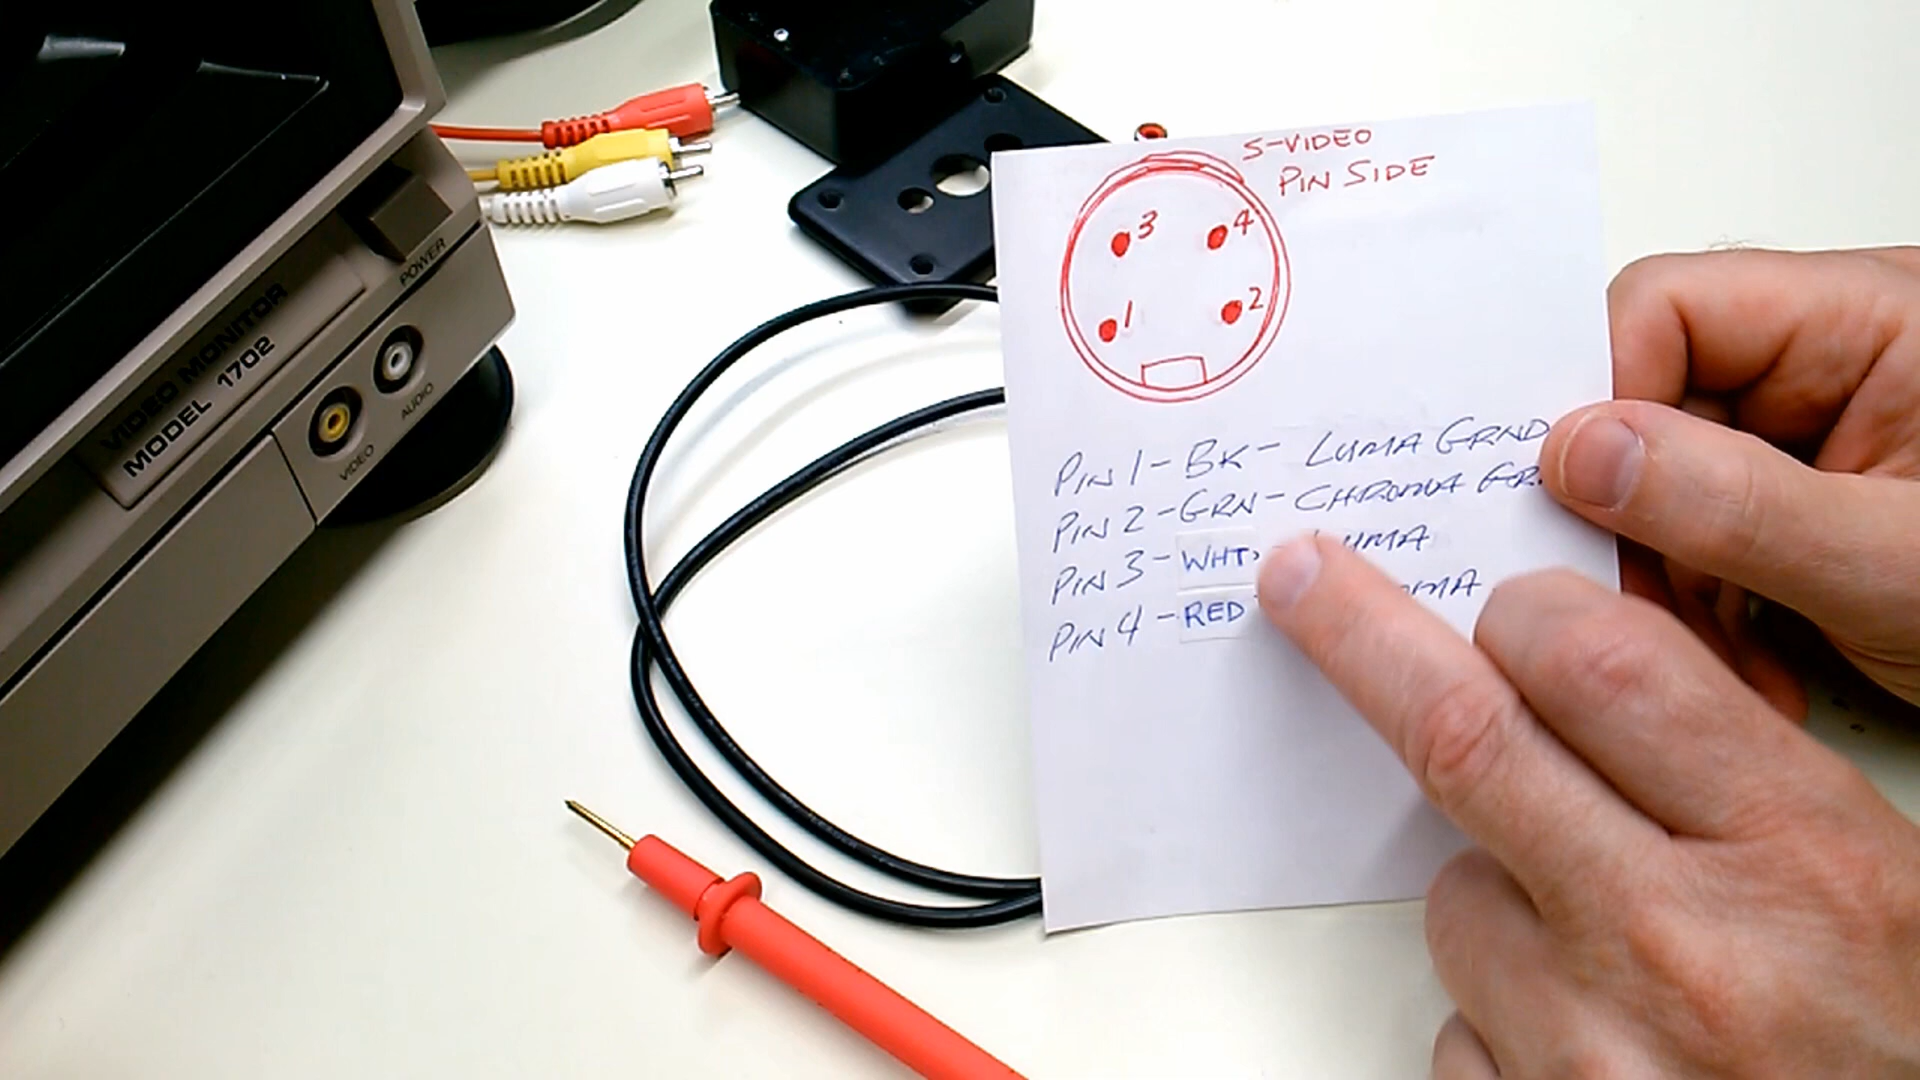 POWER
VIDEO MONITOR
MODEL 1702
AUDIO
VIDEO
S-VIDEO
PIN SIDE
3
4
1
2
PIN 1 - BK - LUMA GRND
PIN 2 - GRN - CHROMA GR
PIN 3 - WHT - LUMA
PIN 4 - RED